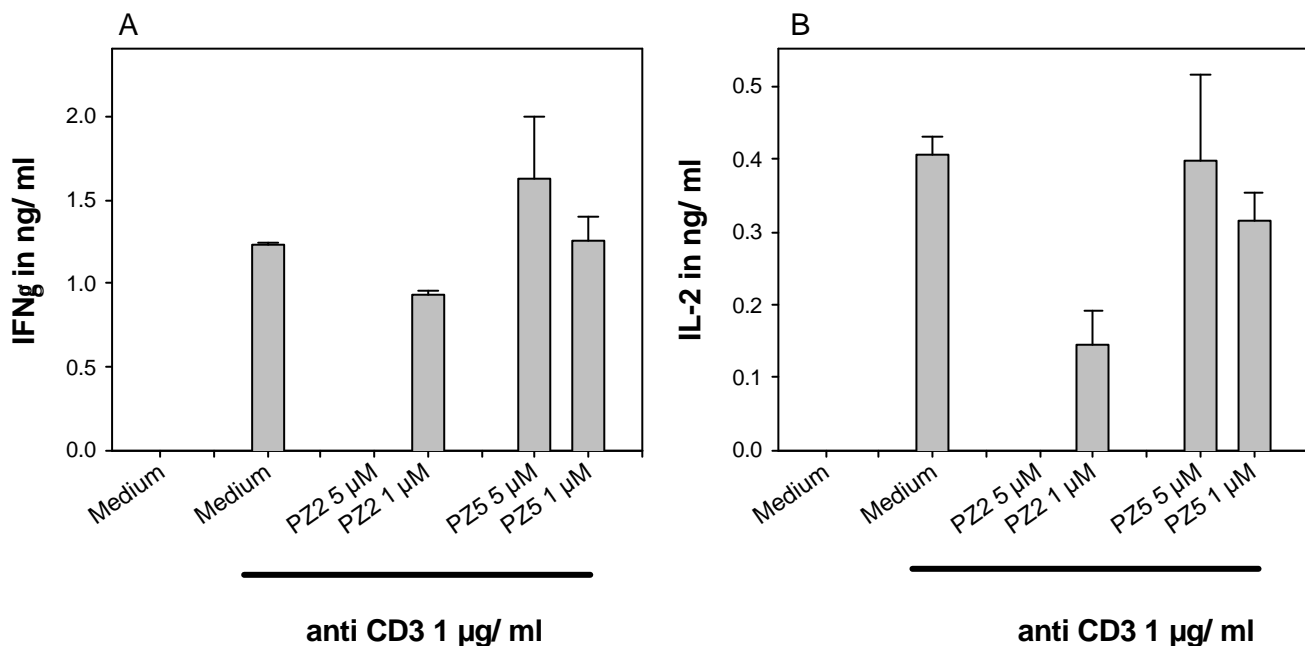 A
IFNg in ng/ ml
2.0
1.5
1.0
0.5
0.0
Medium
Medium
PZ2 5 µM
PZ2 1 µM
PZ5 5 µM
PZ5 1 µM
anti CD3 1 µg/ ml
B
IL-2 in ng/ ml
0.5
0.4
0.3
0.2
0.1
0.0
Medium
Medium
PZ2 5 µM
PZ2 1 µM
PZ5 5 µM
PZ5 1 µM
anti CD3 1 µg/ ml